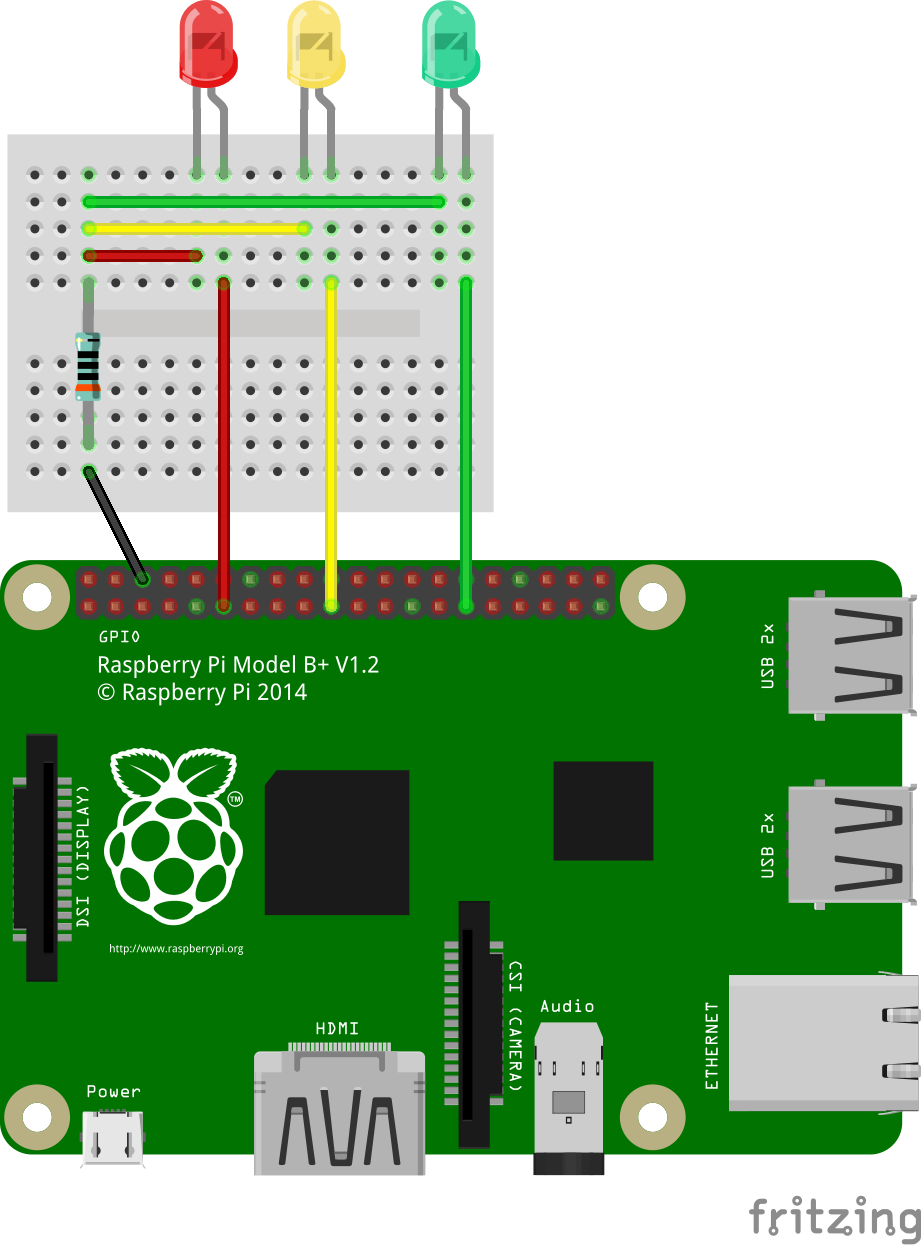 GPIO
Raspberry Pi Model B+ V1.2
© Raspberry Pi 2014
USB 2x
TM
DSI (DISPLAY)
USB 2x
http://www.raspberrypi.org
CSI (CAMERA)
Audio
HDMI
ETHERNET
Power
fritzing